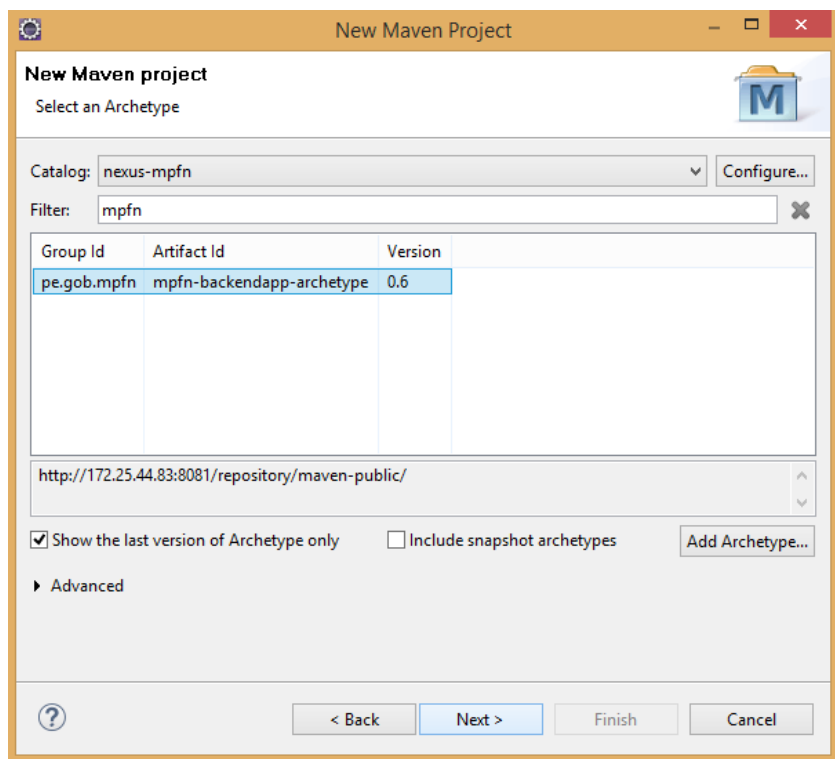 New Maven Project
New Maven project
Select an Archetype
M
Catalog: nexus-mpfn Configure...
Filter: mpfn
Group Id Artifact Id Version
pe.gob.mpfn mpfn-backendapp-archetype 0.6
http://172.25.44.83:8081/repository/maven-public/
Show the last version of Archetype only Include snapshot archetypes Add Archetype...
Advanced
? < Back Next > Finish Cancel